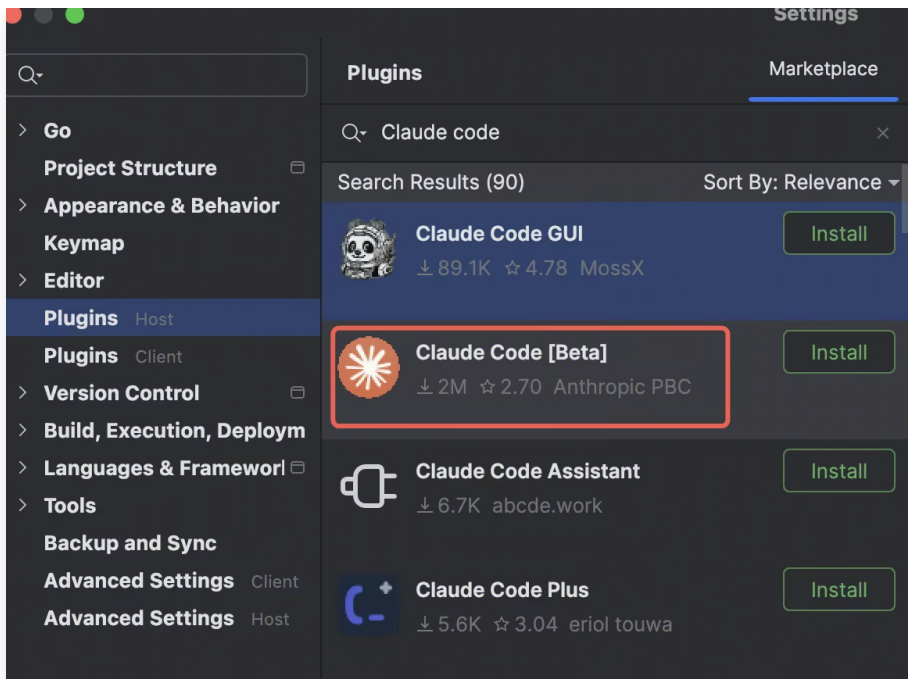 Settings
Go
Project Structure
Appearance & Behavior
Keymap
Editor
Plugins Host
Plugins Client
Version Control
Build, Execution, Deploym
Languages & Framewor
Tools
Backup and Sync
Advanced Settings Client
Advanced Settings Host
Plugins
Marketplace
Claude code
Search Results (90)
Sort By: Relevance
Claude Code GUI
Install
89.1K 4.78 MossX
Claude Code [Beta]
Install
2M 2.70 Anthropic PBC
Claude Code Assistant
Install
6.7K abcde.work
Claude Code Plus
Install
5.6K 3.04 eriol touwa